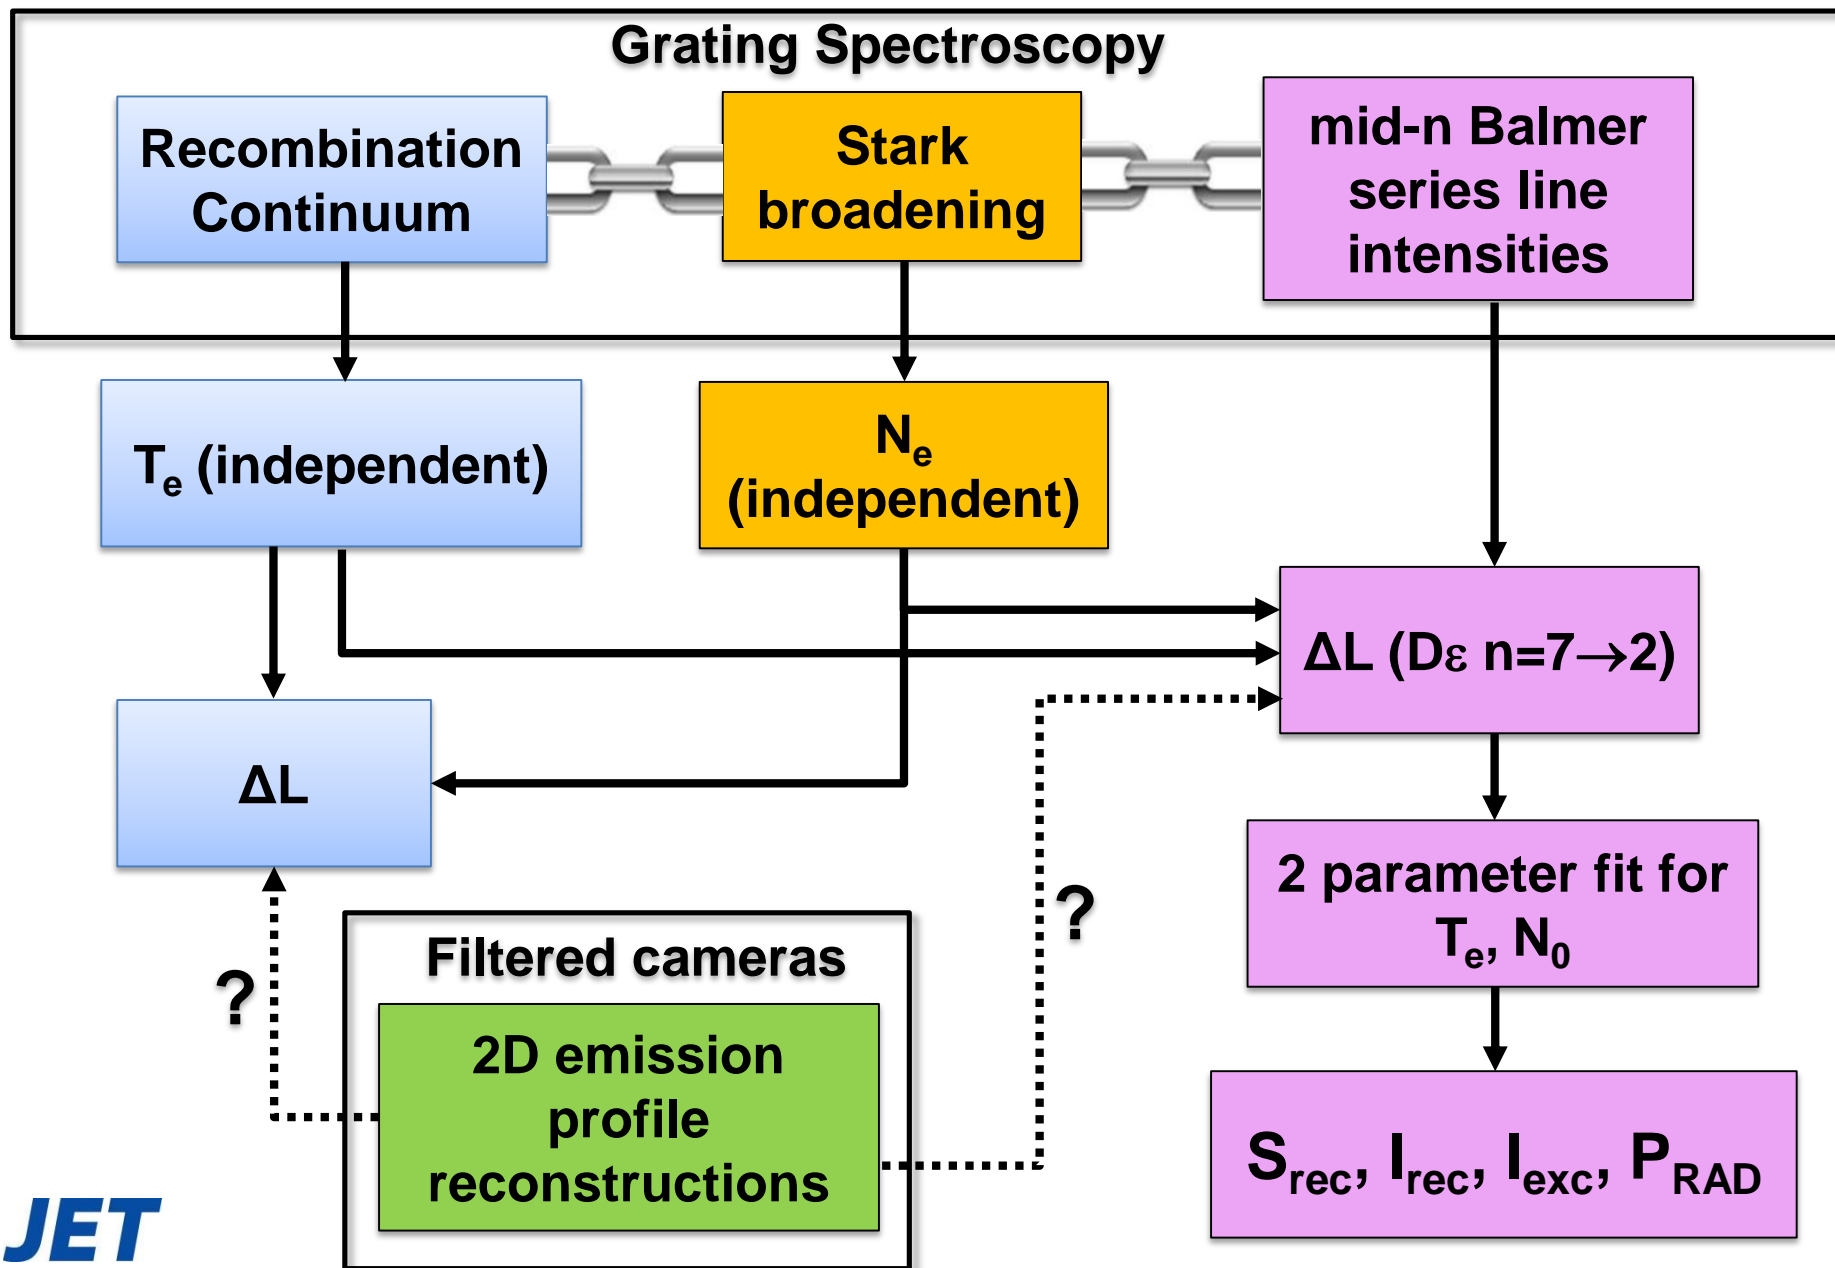 Grating Spectroscopy
Recombination
Continuum
Stark
broadening
mid-n Balmer
series line
intensities
Te (independent)
Ne
(independent)
ΔL (Dε n=7→2)
ΔL
2 parameter fit for
Te, N0
?
?
Filtered cameras
2D emission
profile
reconstructions
Srec, Irec, Iexc, PRAD
JET